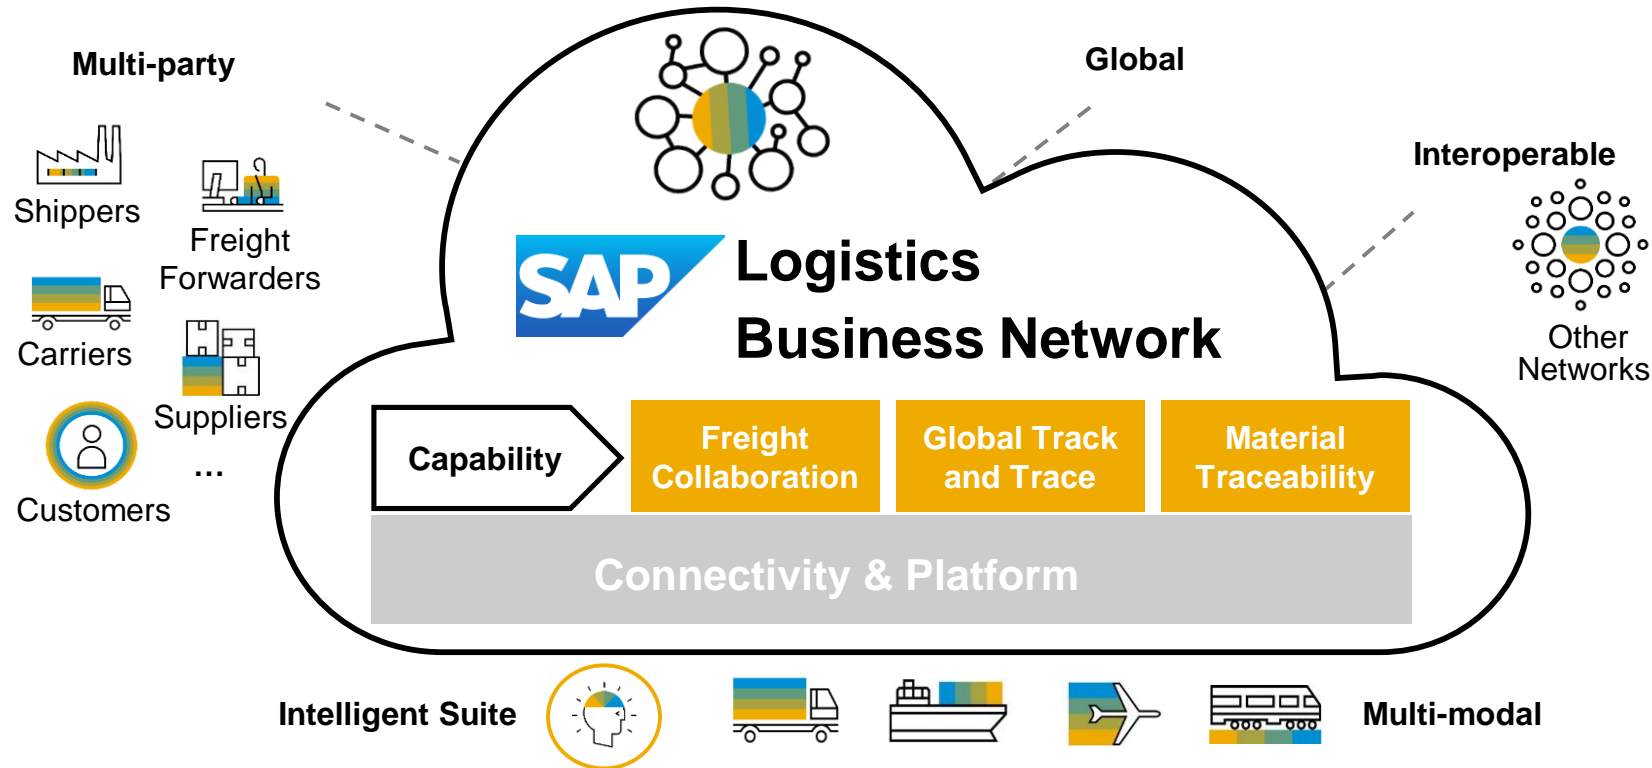 Multi-party
Global
Interoperable
Shippers
Freight
Forwarders
Carriers
Suppliers
...
Customers
SAP
Logistics
Business Network
Other
Networks
Capability
Freight
Collaboration
Global Track
and Trace
Material
Traceability
Connectivity & Platform
Intelligent Suite
Multi-modal